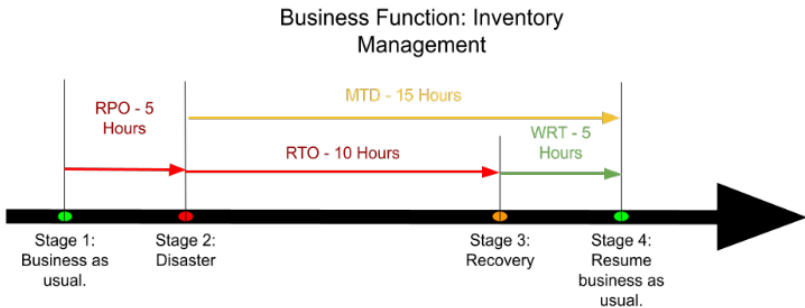 Business Function: Inventory
Management
RPO - 5
Hours
MTD - 15 Hours
RTO - 10 Hours
WRT - 5
Hours
Stage 1:
Business as
usual.
Stage 2:
Disaster
Stage 3:
Recovery
Stage 4:
Resume
business as
usual.